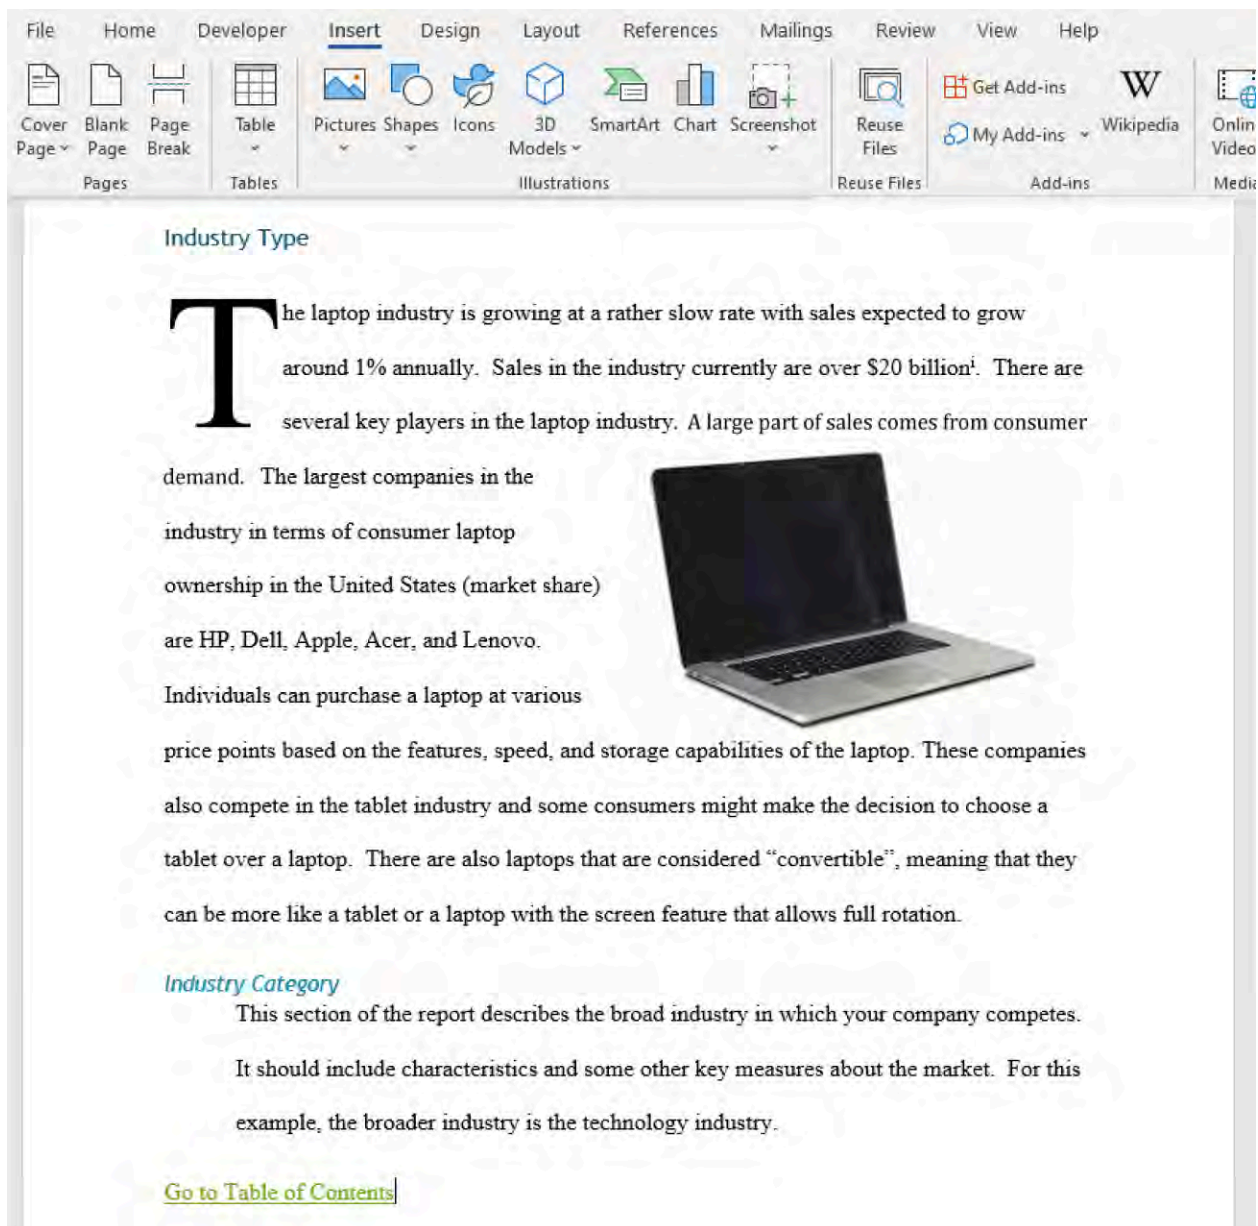 File Home Developer Insert Design Layout References Mailings Review View Help
Cover Page Blank Page Page Break Table Pictures Shapes Icons 3D Models SmartArt Chart Screenshot Reuse Files Get Add-ins My Add-ins Wikipedia Onlin Video
Pages Tables Illustrations Reuse Files Add-ins Media
Industry Type
The laptop industry is growing at a rather slow rate with sales expected to grow
around 1% annually. Sales in the industry currently are over $20 billionⁱ. There are
several key players in the laptop industry. A large part of sales comes from consumer
demand. The largest companies in the
industry in terms of consumer laptop
ownership in the United States (market share)
are HP, Dell, Apple, Acer, and Lenovo.
Individuals can purchase a laptop at various
price points based on the features, speed, and storage capabilities of the laptop. These companies
also compete in the tablet industry and some consumers might make the decision to choose a
tablet over a laptop. There are also laptops that are considered “convertible”, meaning that they
can be more like a tablet or a laptop with the screen feature that allows full rotation.
Industry Category
This section of the report describes the broad industry in which your company competes.
It should include characteristics and some other key measures about the market. For this
example, the broader industry is the technology industry.
Go to Table of Contents